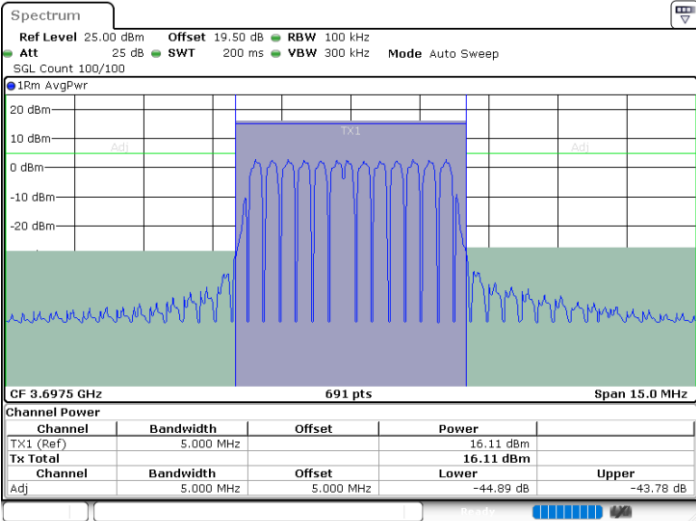 Spectrum
Ref Level 25.00 dBm Offset 19.50 dB RBW 100 kHz
Att 25 dB SWT 200 ms VBW 300 kHz Mode Auto Sweep
SGL Count 100/100
1Rm AvgPwr
20 dBm
TX1
10 dBm
Adj Adj
0 dBm
-10 dBm
-20 dBm
CF 3.6975 GHz 691 pts Span 15.0 MHz
Channel Power
Channel Bandwidth Offset Power
TX1 (Ref) 5.000 MHz 16.11 dBm
Tx Total 16.11 dBm
Channel Bandwidth Offset Lower Upper
Adj 5.000 MHz 5.000 MHz -44.89 dB -43.78 dB
Ready